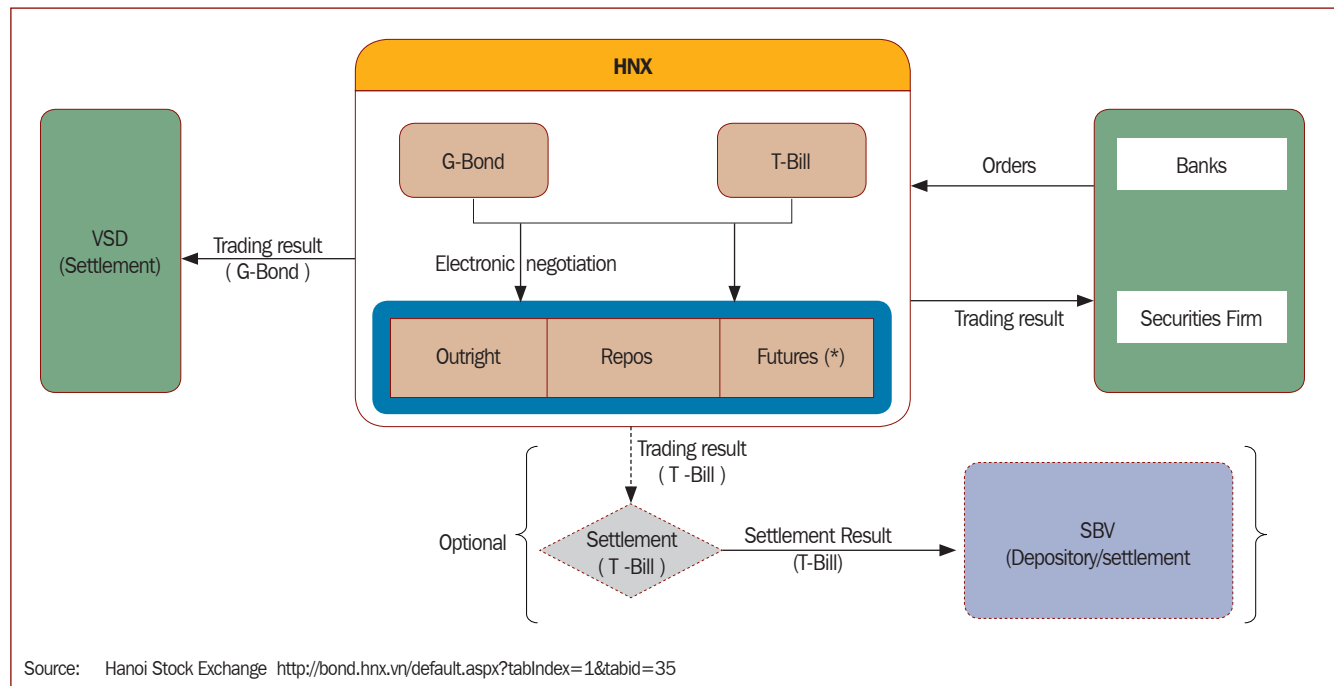 HNX
G-Bond
T-Bill
Orders
Banks
VSD
(Settlement)
Trading result
( G-Bond )
Electronic negotiation
Trading result
Securities Firm
Outright
Repos
Futures (*)
Trading result
( T -Bill )
Optional
Settlement
( T -Bill )
Settlement Result
(T-Bill)
SBV
(Depository/settlement
Source: Hanoi Stock Exchange http://bond.hnx.vn/default.aspx?tabIndex=1&tabid=35